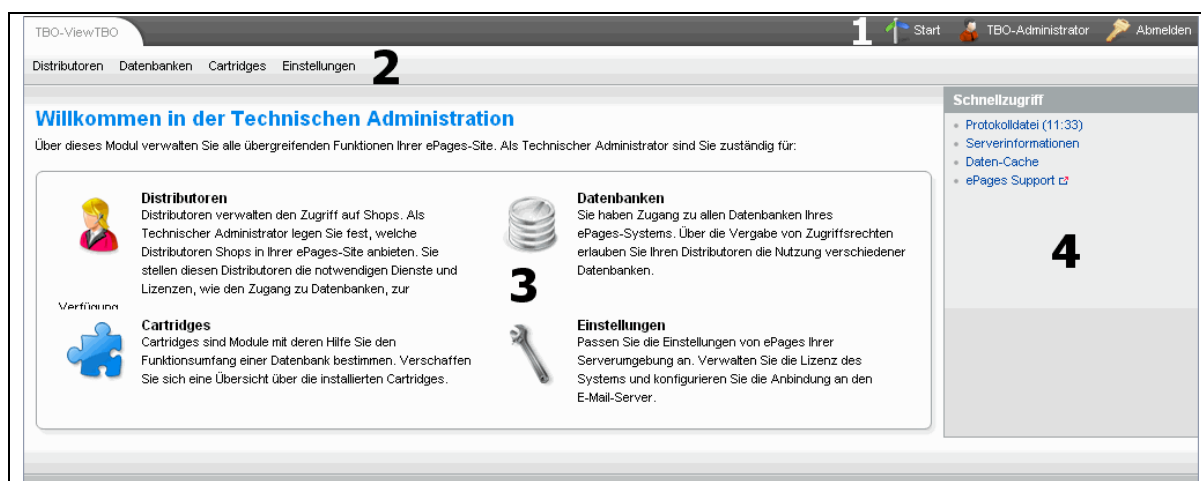 TBO-ViewTBO
1 Start TBO-Administrator Abmelden
Distributoren Datenbanken Cartridges Einstellungen 2
Willkommen in der Technischen Administration
Über dieses Modul verwalten Sie alle übergreifenden Funktionen Ihrer ePages-Site. Als Technischer Administrator sind Sie zuständig für:
Distributoren
Distributoren verwalten den Zugriff auf Shops. Als
Technischer Administrator legen Sie fest, welche
Distributoren Shops in Ihrer ePages-Site anbieten. Sie
stellen diesen Distributoren die notwendigen Dienste und
Lizenzen, wie den Zugang zu Datenbanken, zur
Verfügung
Datenbanken
Sie haben Zugang zu allen Datenbanken Ihres
ePages-Systems. Über die Vergabe von Zugriffsrechten
erlauben Sie Ihren Distributoren die Nutzung verschiedener
Datenbanken.
3
Cartridges
Cartridges sind Module mit deren Hilfe Sie den
Funktionsumfang einer Datenbank bestimmen. Verschaffen
Sie sich eine Übersicht über die installierten Cartridges.
Einstellungen
Passen Sie die Einstellungen von ePages Ihrer
Serverumgebung an. Verwalten Sie die Lizenz des
Systems und konfigurieren Sie die Anbindung an den
E-Mail-Server.
Schnellzugriff
Protokolldatei (11:33)
Serverinformationen
Daten-Cache
ePages Support
4